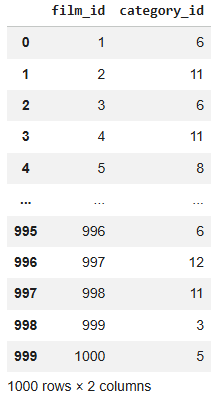 film_id category_id
0 1 6
1 2 11
2 3 6
3 4 11
4 5 8
... ... ...
995 996 6
996 997 12
997 998 11
998 999 3
999 1000 5
1000 rows × 2 columns